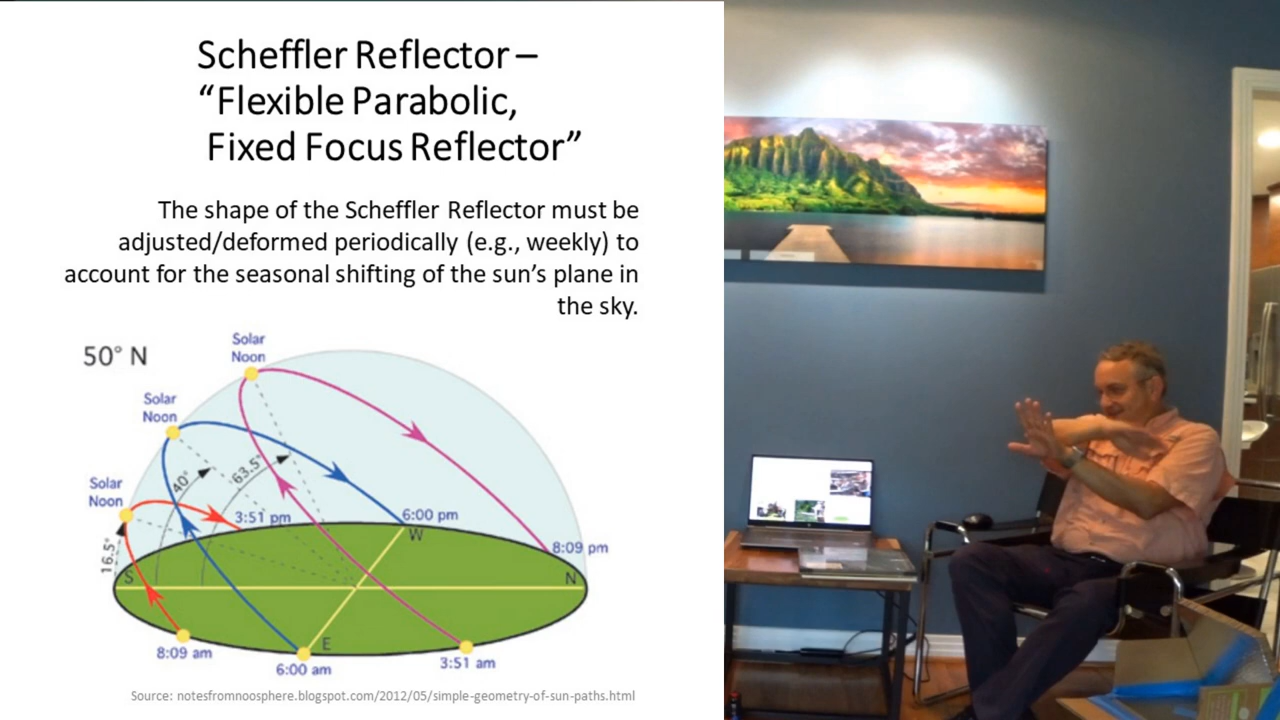 Scheffler Reflector –
“Flexible Parabolic,
Fixed Focus Reflector”
The shape of the Scheffler Reflector must be
adjusted/deformed periodically (e.g., weekly) to
account for the seasonal shifting of the sun’s plane in
the sky.
50° N
Solar
Noon
Solar
Noon
Solar
Noon
40°
63.5°
16.5°
3:51 pm
6:00 pm
8:09 pm
W
S
N
E
8:09 am
6:00 am
3:51 am
Source: notesfromnoosphere.blogspot.com/2012/05/simple-geometry-of-sun-paths.html